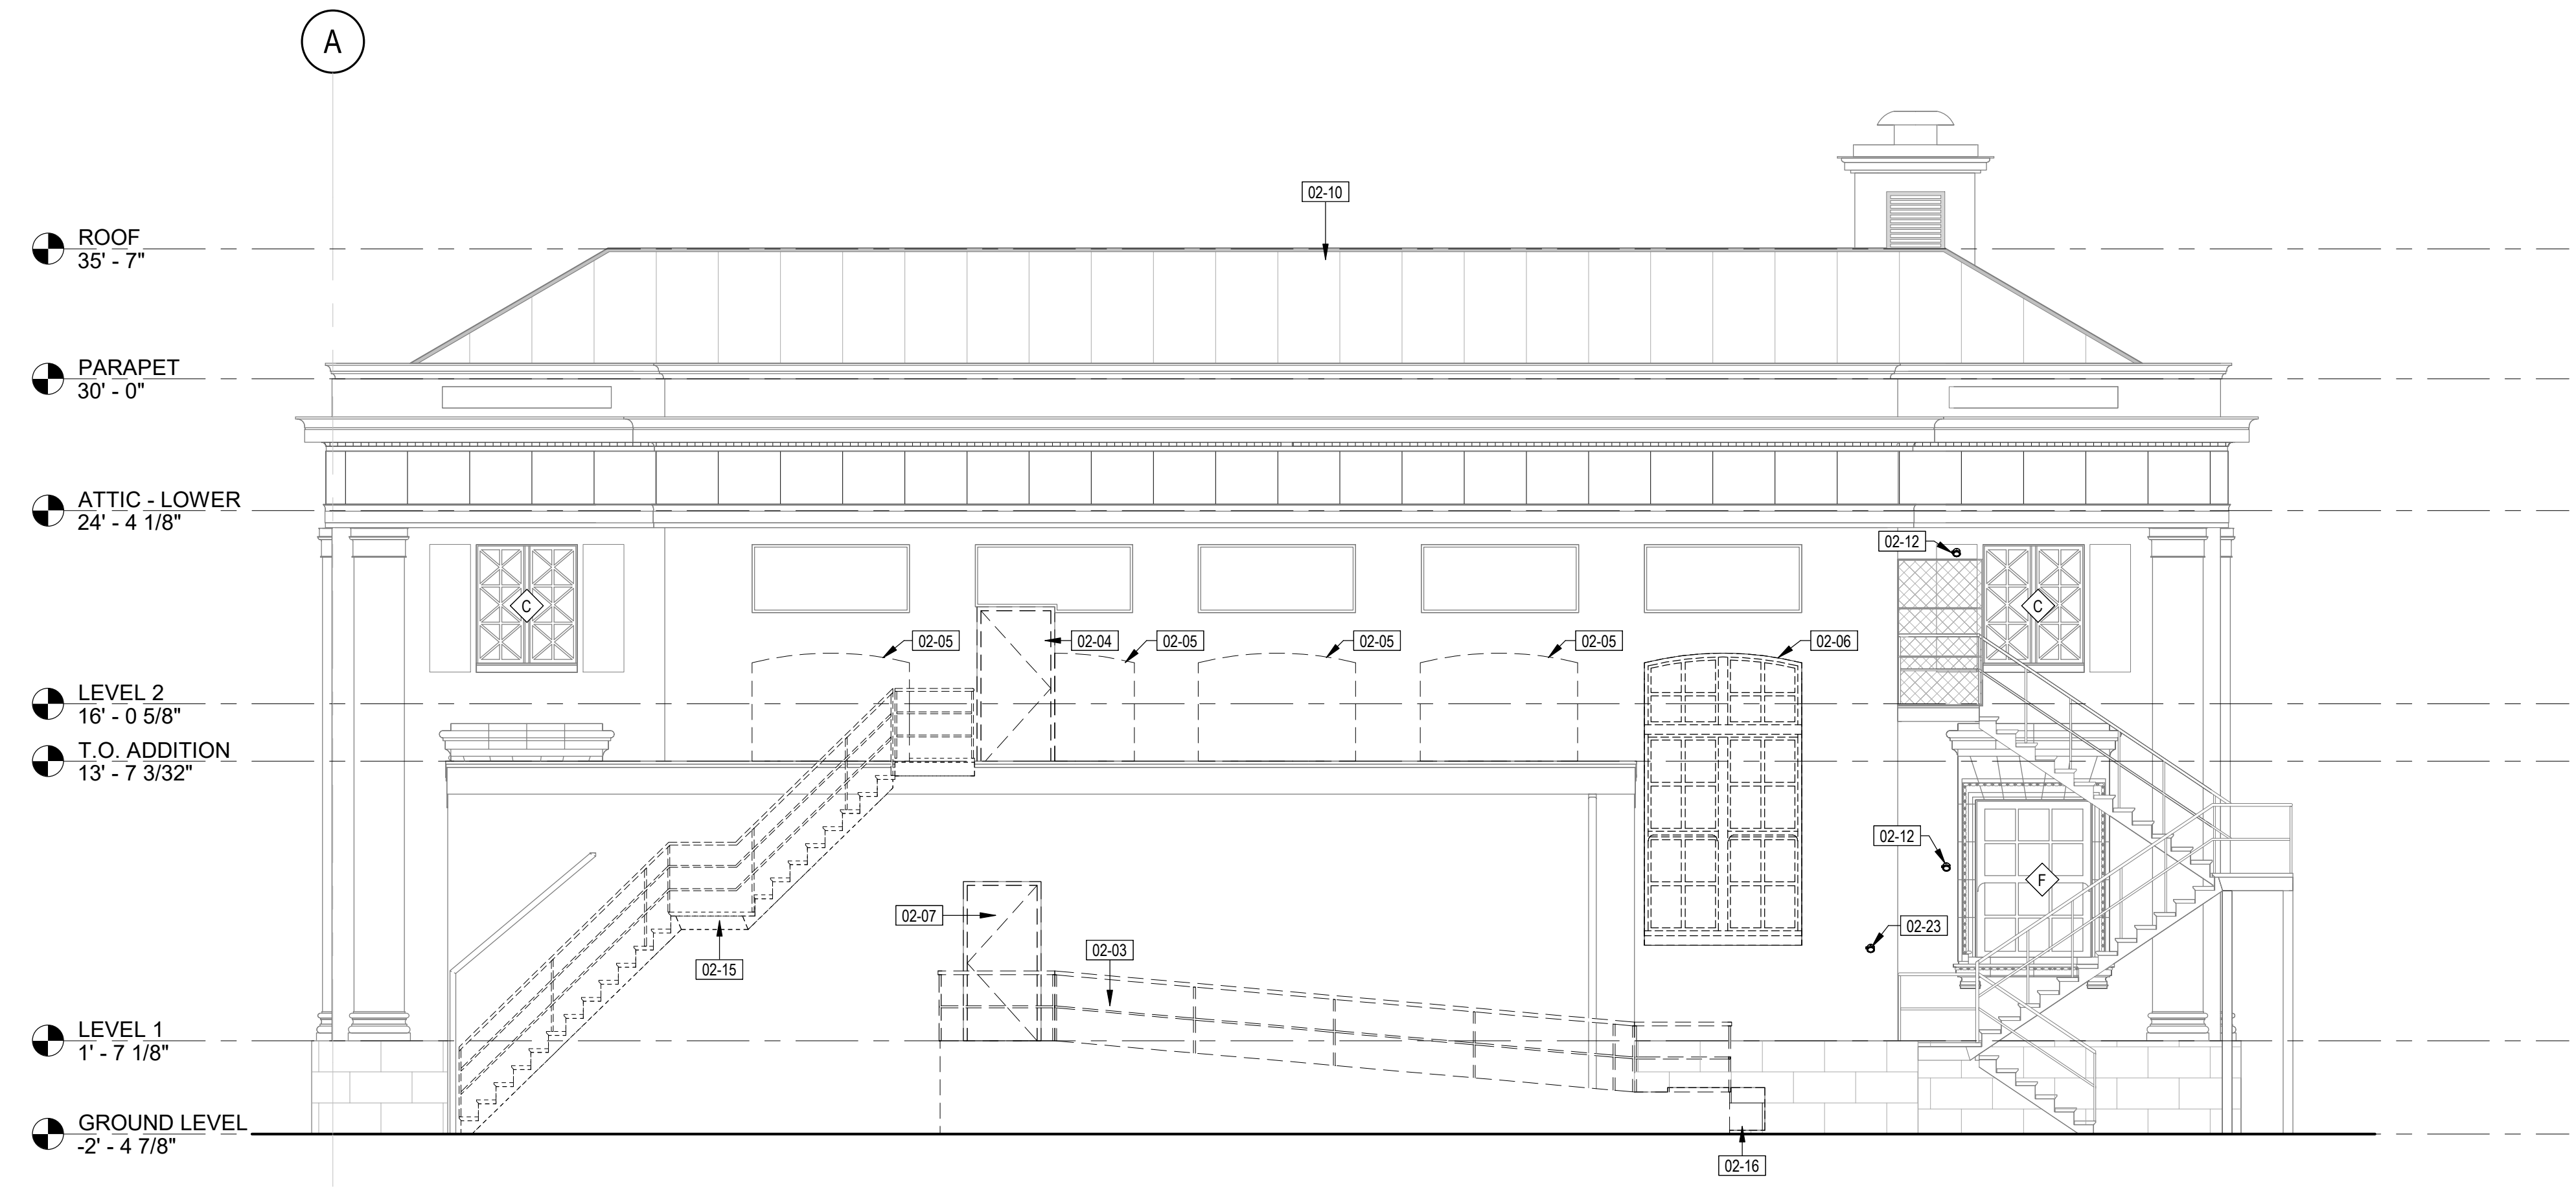 A
02-10
ROOF
35' - 7"
PARAPET
30' - 0"
ATTIC - LOWER
24' - 4 1/8"
02-12
C
C
02-05
02-04
02-05
02-05
02-05
02-06
LEVEL 2
16' - 0 5/8"
T.O. ADDITION
13' - 7 3/32"
02-12
F
02-07
02-23
02-03
02-15
LEVEL 1
1' - 7 1/8"
GROUND LEVEL
-2' - 4 7/8"
02-16